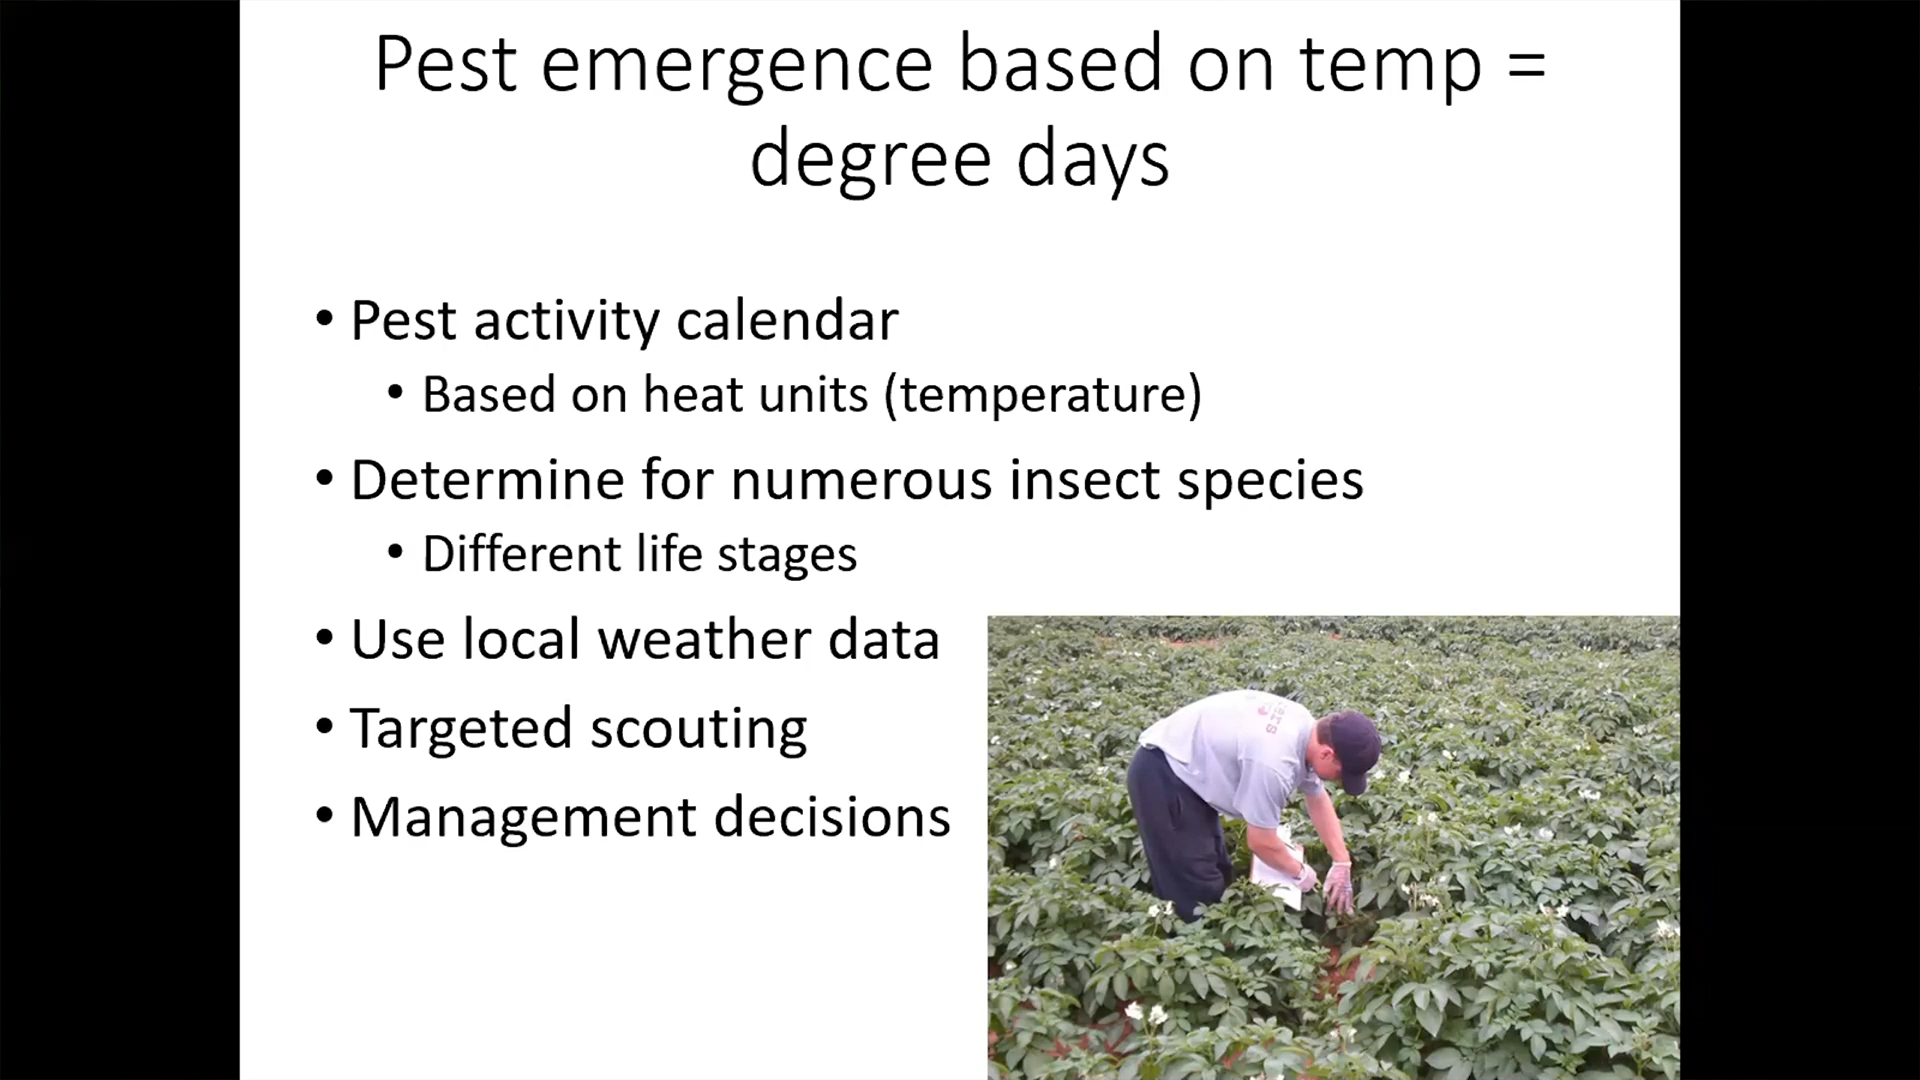 Pest emergence based on temp =
degree days
• Pest activity calendar
• Based on heat units (temperature)
• Determine for numerous insect species
• Different life stages
• Use local weather data
• Targeted scouting
• Management decisions